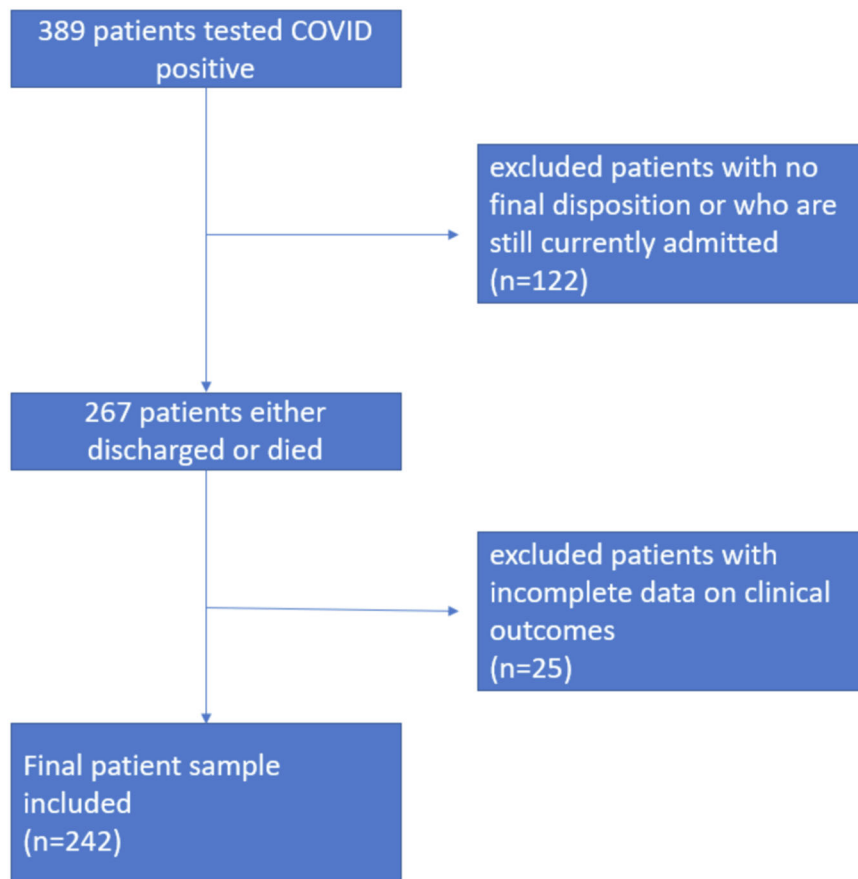 389 patients tested COVID
positive
excluded patients with no
final disposition or who are
still currently admitted
(n=122)
267 patients either
discharged or died
excluded patients with
incomplete data on clinical
outcomes
(n=25)
Final patient sample
included
(n=242)